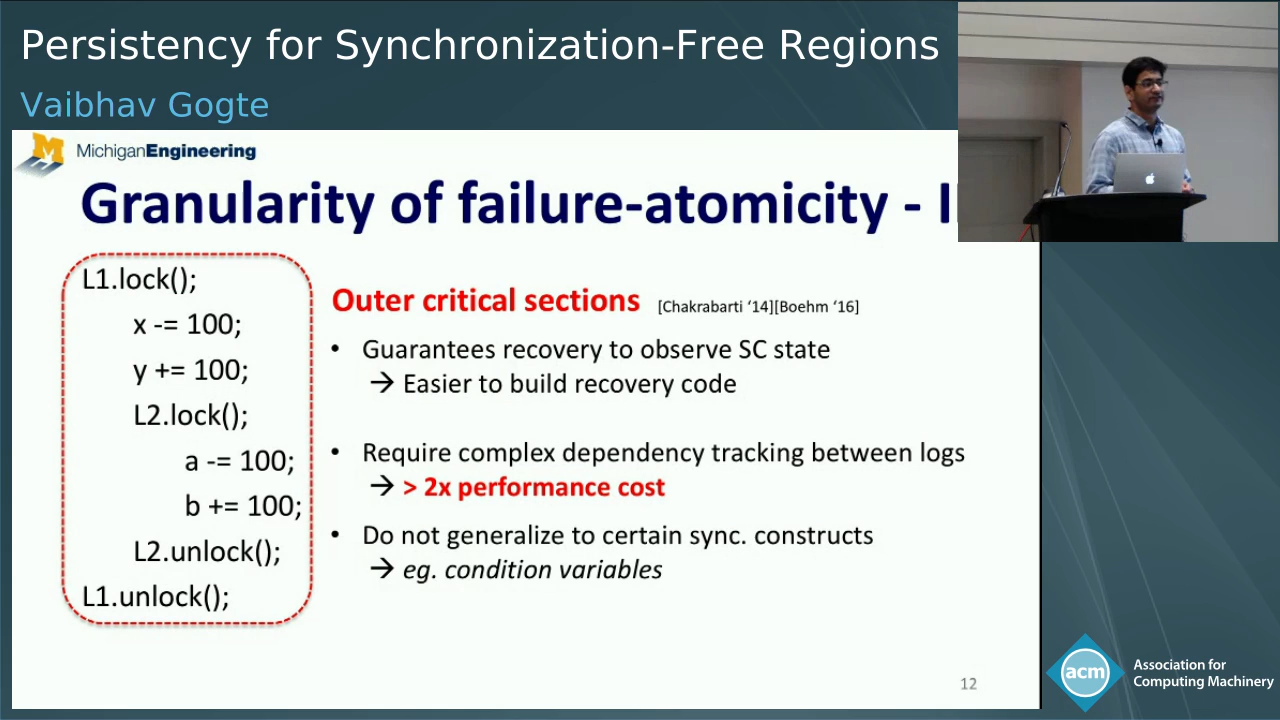 Persistency for Synchronization-Free Regions
Vaibhav Gogte
M
MichiganEngineering
Granularity of failure-atomicity - I
L1.lock();
x -= 100;
y += 100;
L2.lock();
a -= 100;
b += 100;
L2.unlock();
L1.unlock();
Outer critical sections [Chakrabarti ‘14][Boehm ‘16]
• Guarantees recovery to observe SC state
→ Easier to build recovery code
• Require complex dependency tracking between logs
→ > 2x performance cost
• Do not generalize to certain sync. constructs
→ eg. condition variables
12
acm
Association for
Computing Machinery